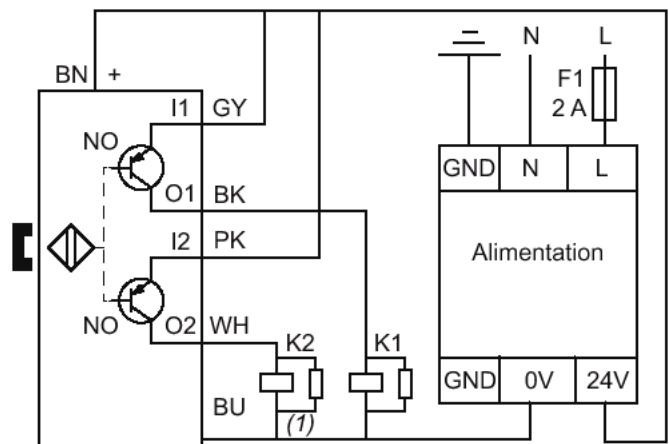 N L
BN +
F1
2 A
I1 GY
NO
GND N L
O1 BK
I2 PK
Alimentation
NO
O2 WH
K2 K1
GND 0V 24V
BU
(1)